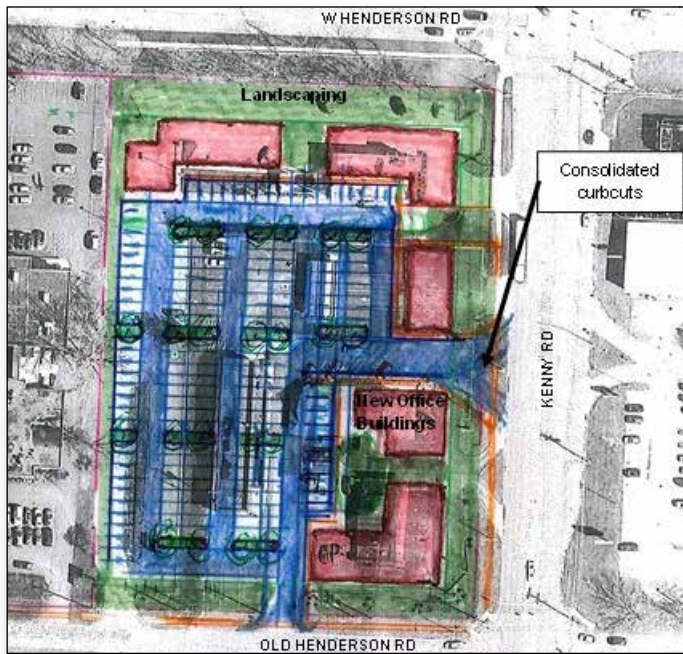 W HENDERSON RD
Landscaping
Consolidated
curbcuts
KENNY RD
New Office
Buildings
OLD HENDERSON RD